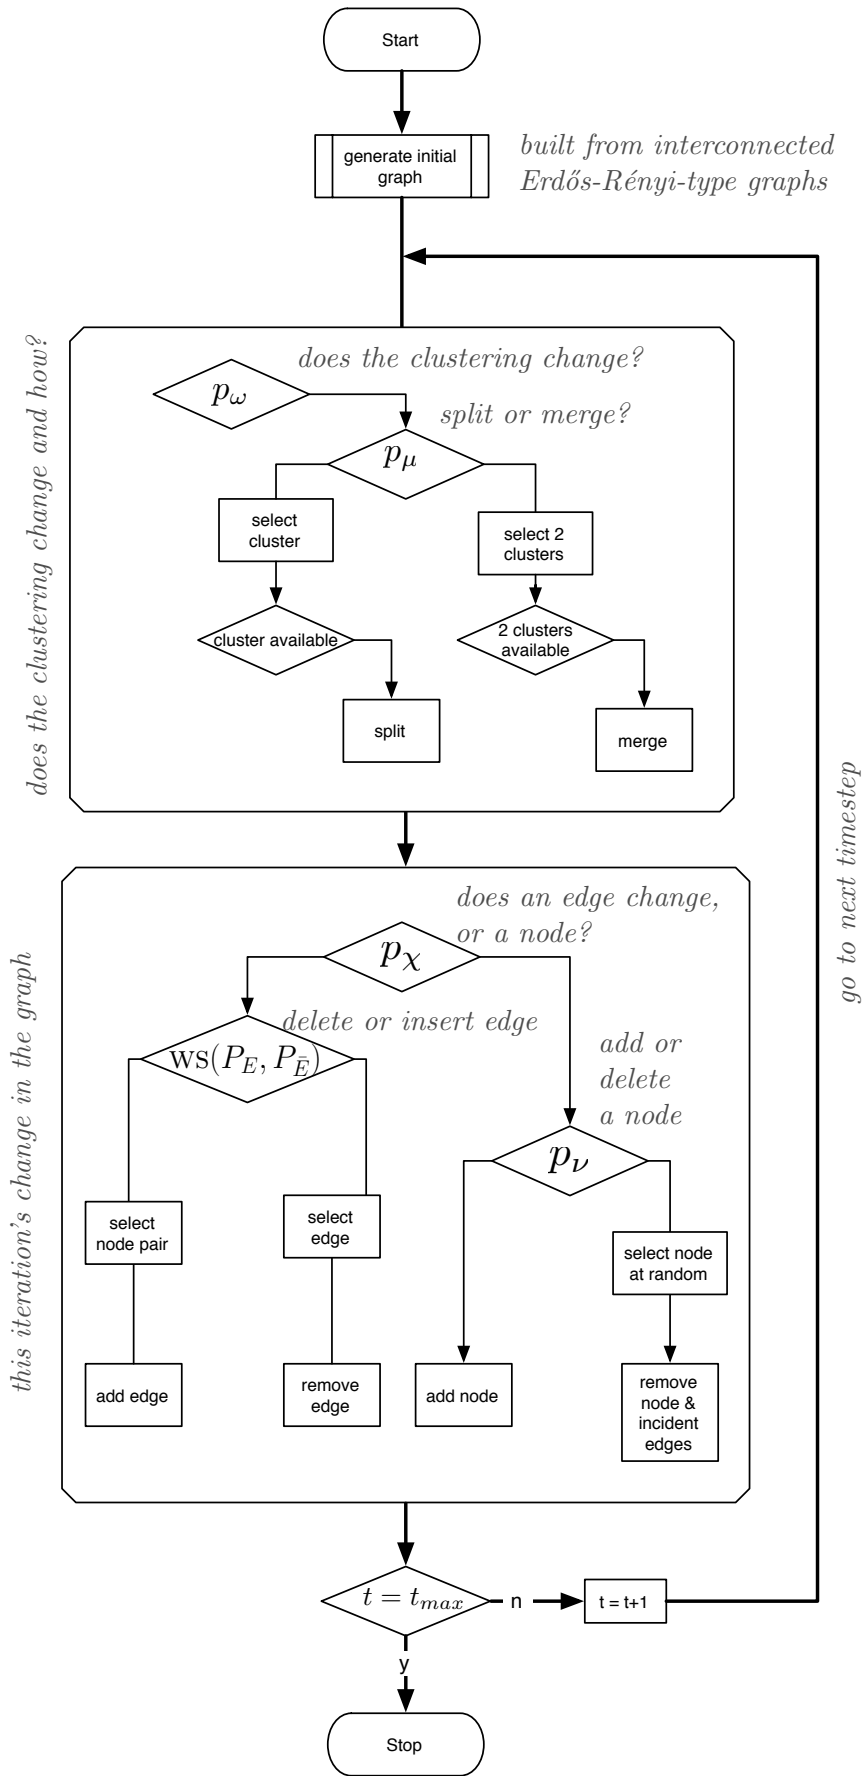 Start
generate initial
graph
built from interconnected
Erdős-Rényi-type graphs
does the clustering change and how?
does the clustering change?
p_ω
split or merge?
p_μ
select
cluster
select 2
clusters
cluster available
2 clusters
available
split
merge
go to next timestep
this iteration's change in the graph
does an edge change,
or a node?
p_χ
delete or insert edge
WS(P_E, P_Ē)
add or
delete
a node
p_ν
select
node pair
select
edge
select node
at random
add edge
remove
edge
add node
remove
node &
incident
edges
t = t_max
n
t = t+1
y
Stop